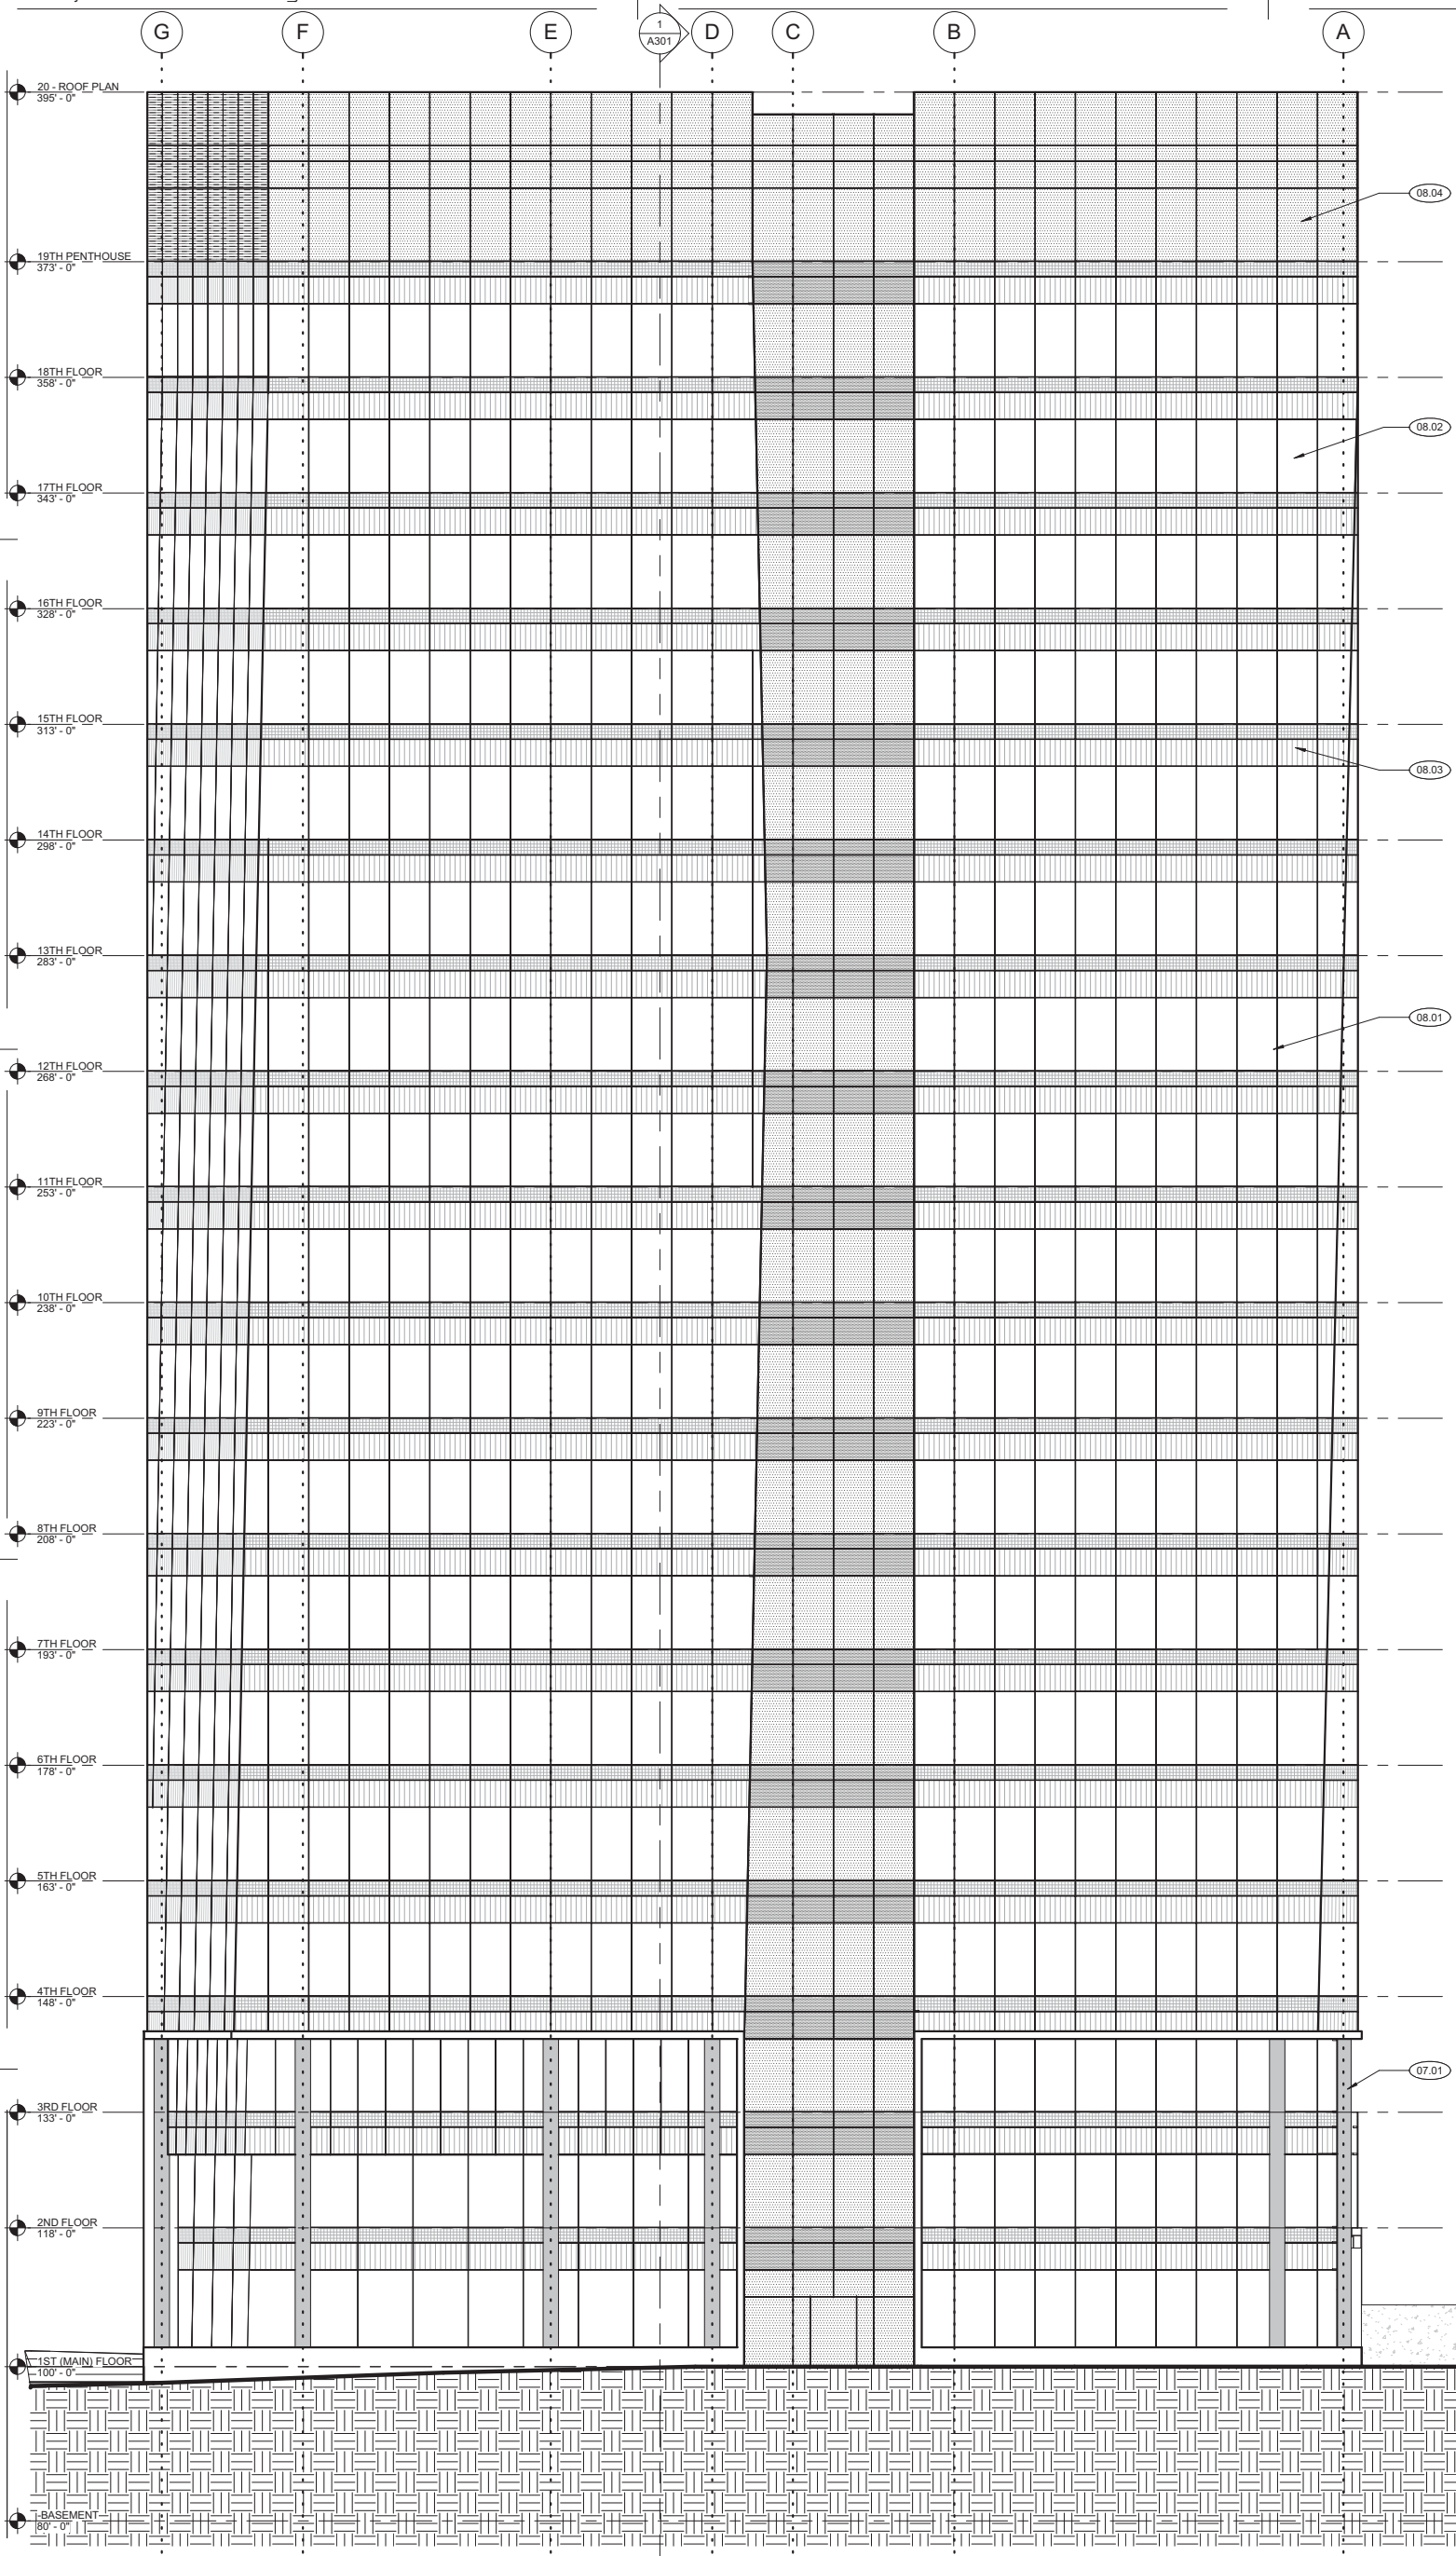 G F E 1 D C B A
A301
20 - ROOF PLAN
395' - 0"
08.04
19TH PENTHOUSE
373' - 0"
18TH FLOOR
358' - 0"
08.02
17TH FLOOR
343' - 0"
16TH FLOOR
328' - 0"
15TH FLOOR
313' - 0"
08.03
14TH FLOOR
298' - 0"
13TH FLOOR
283' - 0"
08.01
12TH FLOOR
268' - 0"
11TH FLOOR
253' - 0"
10TH FLOOR
238' - 0"
9TH FLOOR
223' - 0"
8TH FLOOR
208' - 0"
7TH FLOOR
193' - 0"
6TH FLOOR
178' - 0"
5TH FLOOR
163' - 0"
4TH FLOOR
148' - 0"
07.01
3RD FLOOR
133' - 0"
2ND FLOOR
118' - 0"
1ST (MAIN) FLOOR
100' - 0"
BASEMENT
80' - 0"